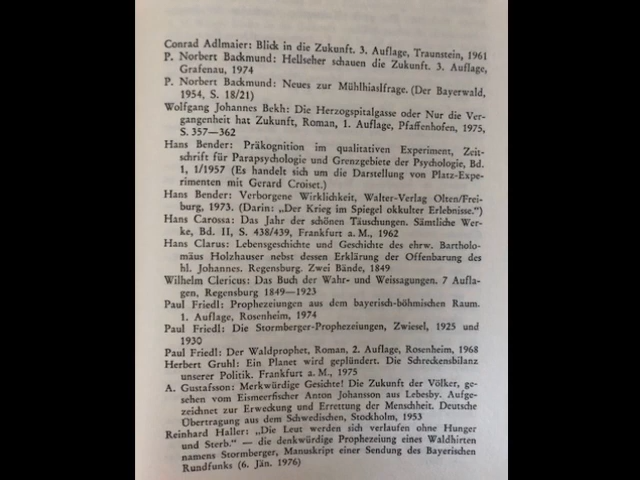 Conrad Adlmaier: Blick in die Zukunft. 3. Auflage, Traunstein, 1961
P. Norbert Backmund: Hellseher schauen die Zukunft. 3. Auflage,
Grafenau, 1974
P. Norbert Backmund: Neues zur Mühlhiaslfrage. (Der Bayerwald,
1954, S. 18/21)
Wolfgang Johannes Bekh: Die Herzogspitalgasse oder Nur die Ver-
gangenheit hat Zukunft, Roman, 1. Auflage, Pfaffenhofen, 1975,
S. 357—362
Hans Bender: Präkognition im qualitativen Experiment, Zeit-
schrift für Parapsychologie und Grenzgebiete der Psychologie, Bd.
1, 1/1957 (Es handelt sich um die Darstellung von Platz-Expe-
rimenten mit Gerard Croiset.)
Hans Bender: Verborgene Wirklichkeit, Walter-Verlag Olten/Frei-
burg, 1973. (Darin: „Der Krieg im Spiegel okkulter Erlebnisse.“)
Hans Carossa: Das Jahr der schönen Täuschungen. Sämtliche Wer-
ke, Bd. II, S. 438/439, Frankfurt a. M., 1962
Hans Clarus: Lebensgeschichte und Geschichte des ehrw. Bartholo-
mäus Holzhauser nebst dessen Erklärung der Offenbarung des
hl. Johannes. Regensburg. Zwei Bände, 1849
Wilhelm Clericus: Das Buch der Wahr- und Weissagungen. 7 Aufla-
gen, Regensburg 1849—1923
Paul Friedl: Prophezeiungen aus dem bayerisch-böhmischen Raum.
1. Auflage, Rosenheim, 1974
Paul Friedl: Die Stormberger-Prophezeiungen, Zwiesel, 1925 und
1930
Paul Friedl: Der Waldprophet, Roman, 2. Auflage, Rosenheim, 1968
Herbert Gruhl: Ein Planet wird geplündert. Die Schreckensbilanz
unserer Politik. Frankfurt a. M., 1975
A. Gustafsson: Merkwürdige Gesichte! Die Zukunft der Völker, ge-
sehen vom Eismeerfischer Anton Johansson aus Lebesby. Aufge-
zeichnet zur Erweckung und Errettung der Menschheit. Deutsche
Übertragung aus dem Schwedischen, Stockholm, 1953
Reinhard Haller: „Die Leut werden sich verlaufen ohne Hunger
und Sterb.“ — die denkwürdige Prophezeiung eines Waldhirten
namens Stormberger, Manuskript einer Sendung des Bayerischen
Rundfunks (6. Jän. 1976)